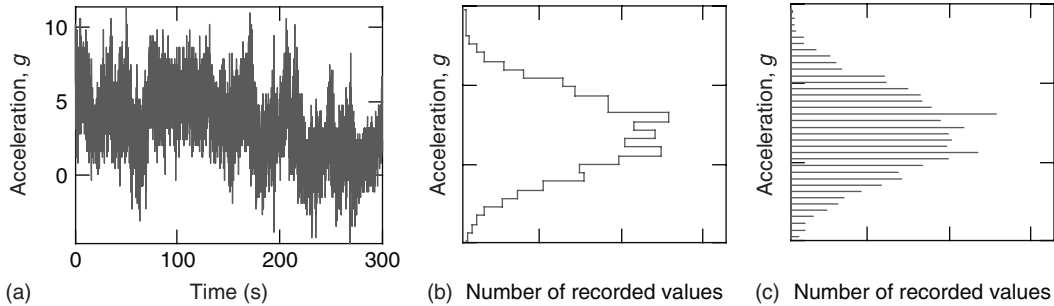 Acceleration, g
10
5
0
0
100
200
300
(a)
Time (s)
Acceleration, g
(b)
Number of recorded values
Acceleration, g
(c)
Number of recorded values